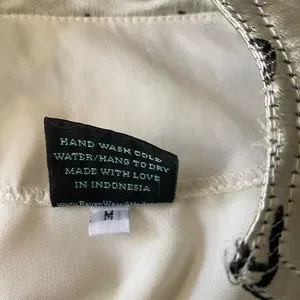 HAND WASH COLD
WATER/HANG TO DRY
MADE WITH LOVE
IN INDONESIA
M